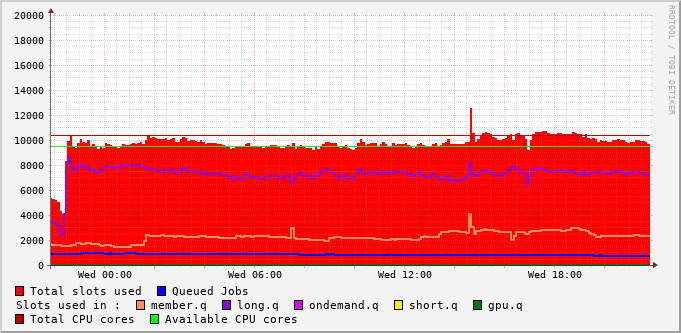 20000
18000
16000
14000
12000
10000
8000
6000
4000
2000
0
Wed 00:00 Wed 06:00 Wed 12:00 Wed 18:00
RRDTOOL / TOBI OETIKER
Total slots used Queued Jobs
Slots used in : member.q long.q ondemand.q short.q gpu.q
Total CPU cores Available CPU cores